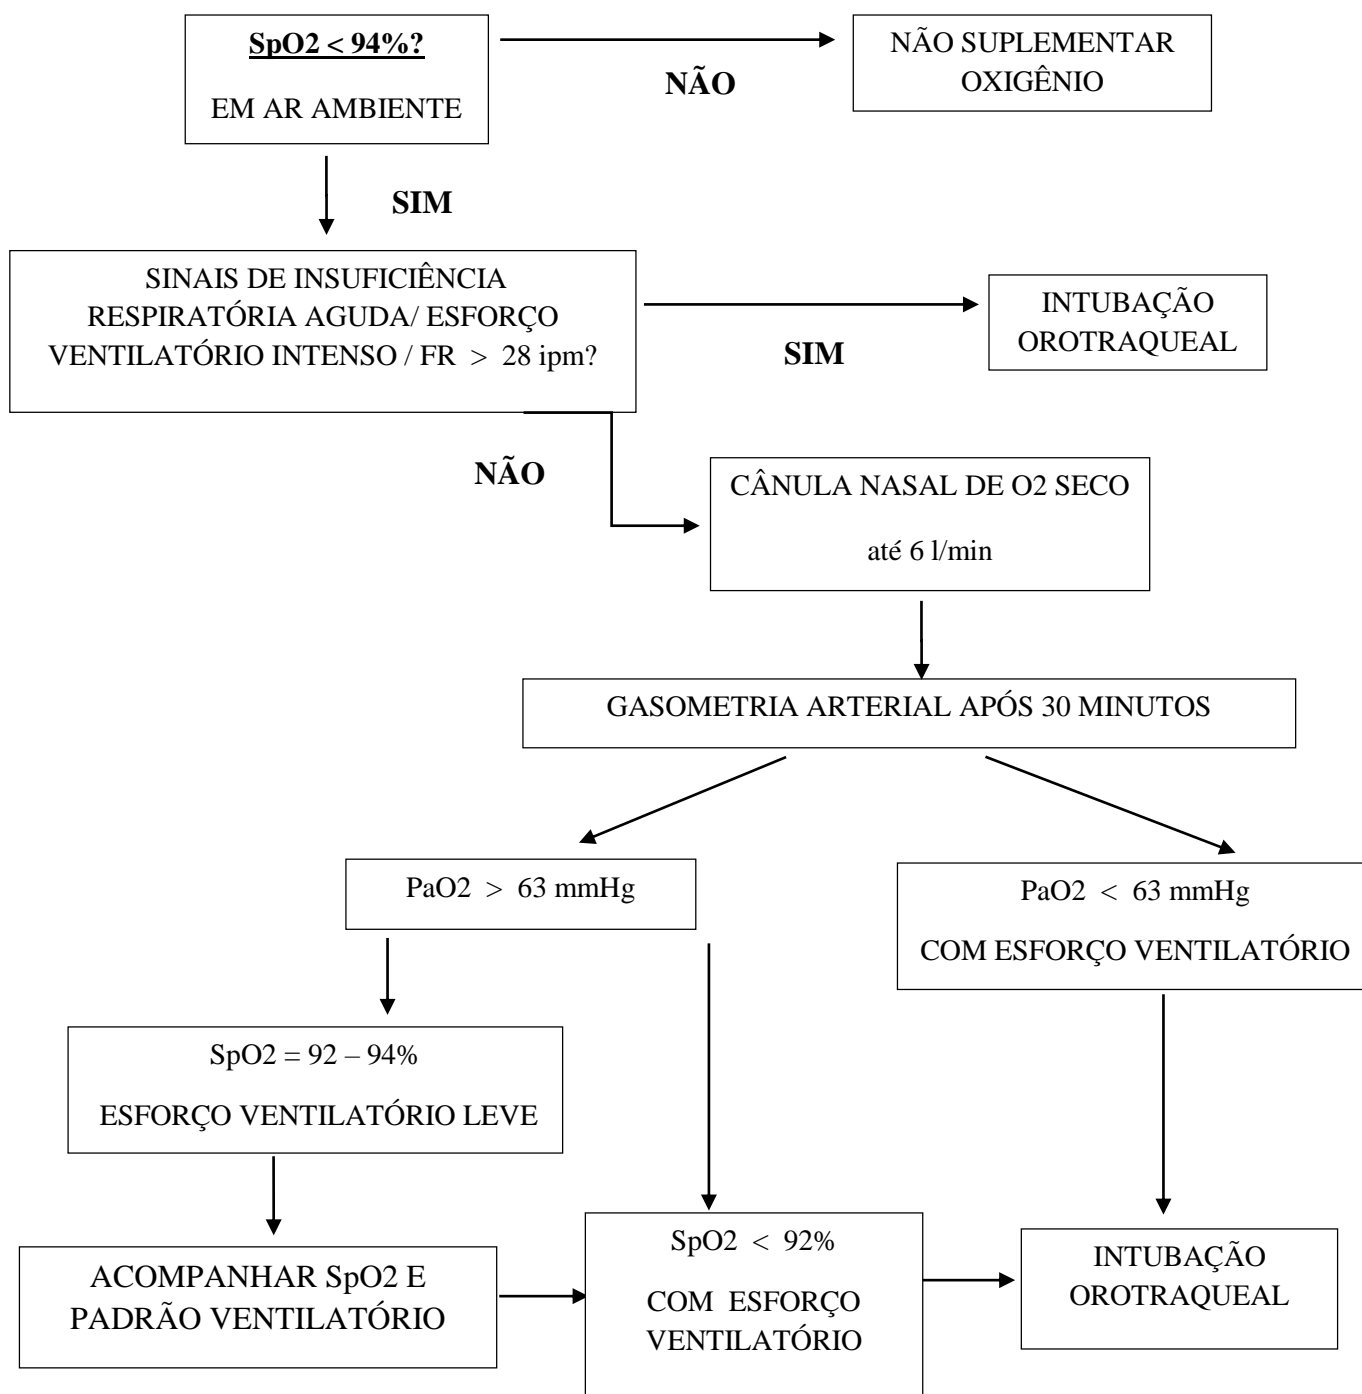 SpO2 < 94%?
EM AR AMBIENTE
NÃO
NÃO SUPLEMENTAR
OXIGÊNIO
SIM
SINAIS DE INSUFICIÊNCIA
RESPIRATÓRIA AGUDA/ ESFORÇO
VENTILATÓRIO INTENSO / FR > 28 ipm?
SIM
INTUBAÇÃO
OROTRAQUEAL
NÃO
CÂNULA NASAL DE O2 SECO
até 6 l/min
GASOMETRIA ARTERIAL APÓS 30 MINUTOS
PaO2 > 63 mmHg
PaO2 < 63 mmHg
COM ESFORÇO VENTILATÓRIO
SpO2 = 92 – 94%
ESFORÇO VENTILATÓRIO LEVE
ACOMPANHAR SpO2 E
PADRÃO VENTILATÓRIO
SpO2 < 92%
COM ESFORÇO
VENTILATÓRIO
INTUBAÇÃO
OROTRAQUEAL